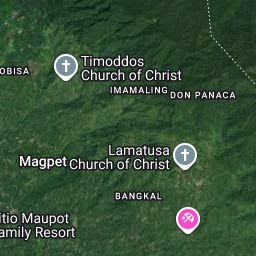 Timoddos
Church of Christ
OBISA
IMAMALING
DON PANACA
Lamatusa
Church of Christ
Magpet
BANGKAL
itio Maupot
amily Resort